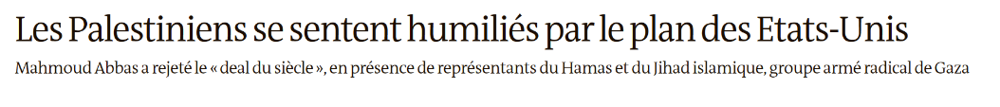 Les Palestiniens se sentent humiliés par le plan des Etats-Unis
Mahmoud Abbas a rejeté le « deal du siècle », en présence de représentants du Hamas et du Jihad islamique, groupe armé radical de Gaza